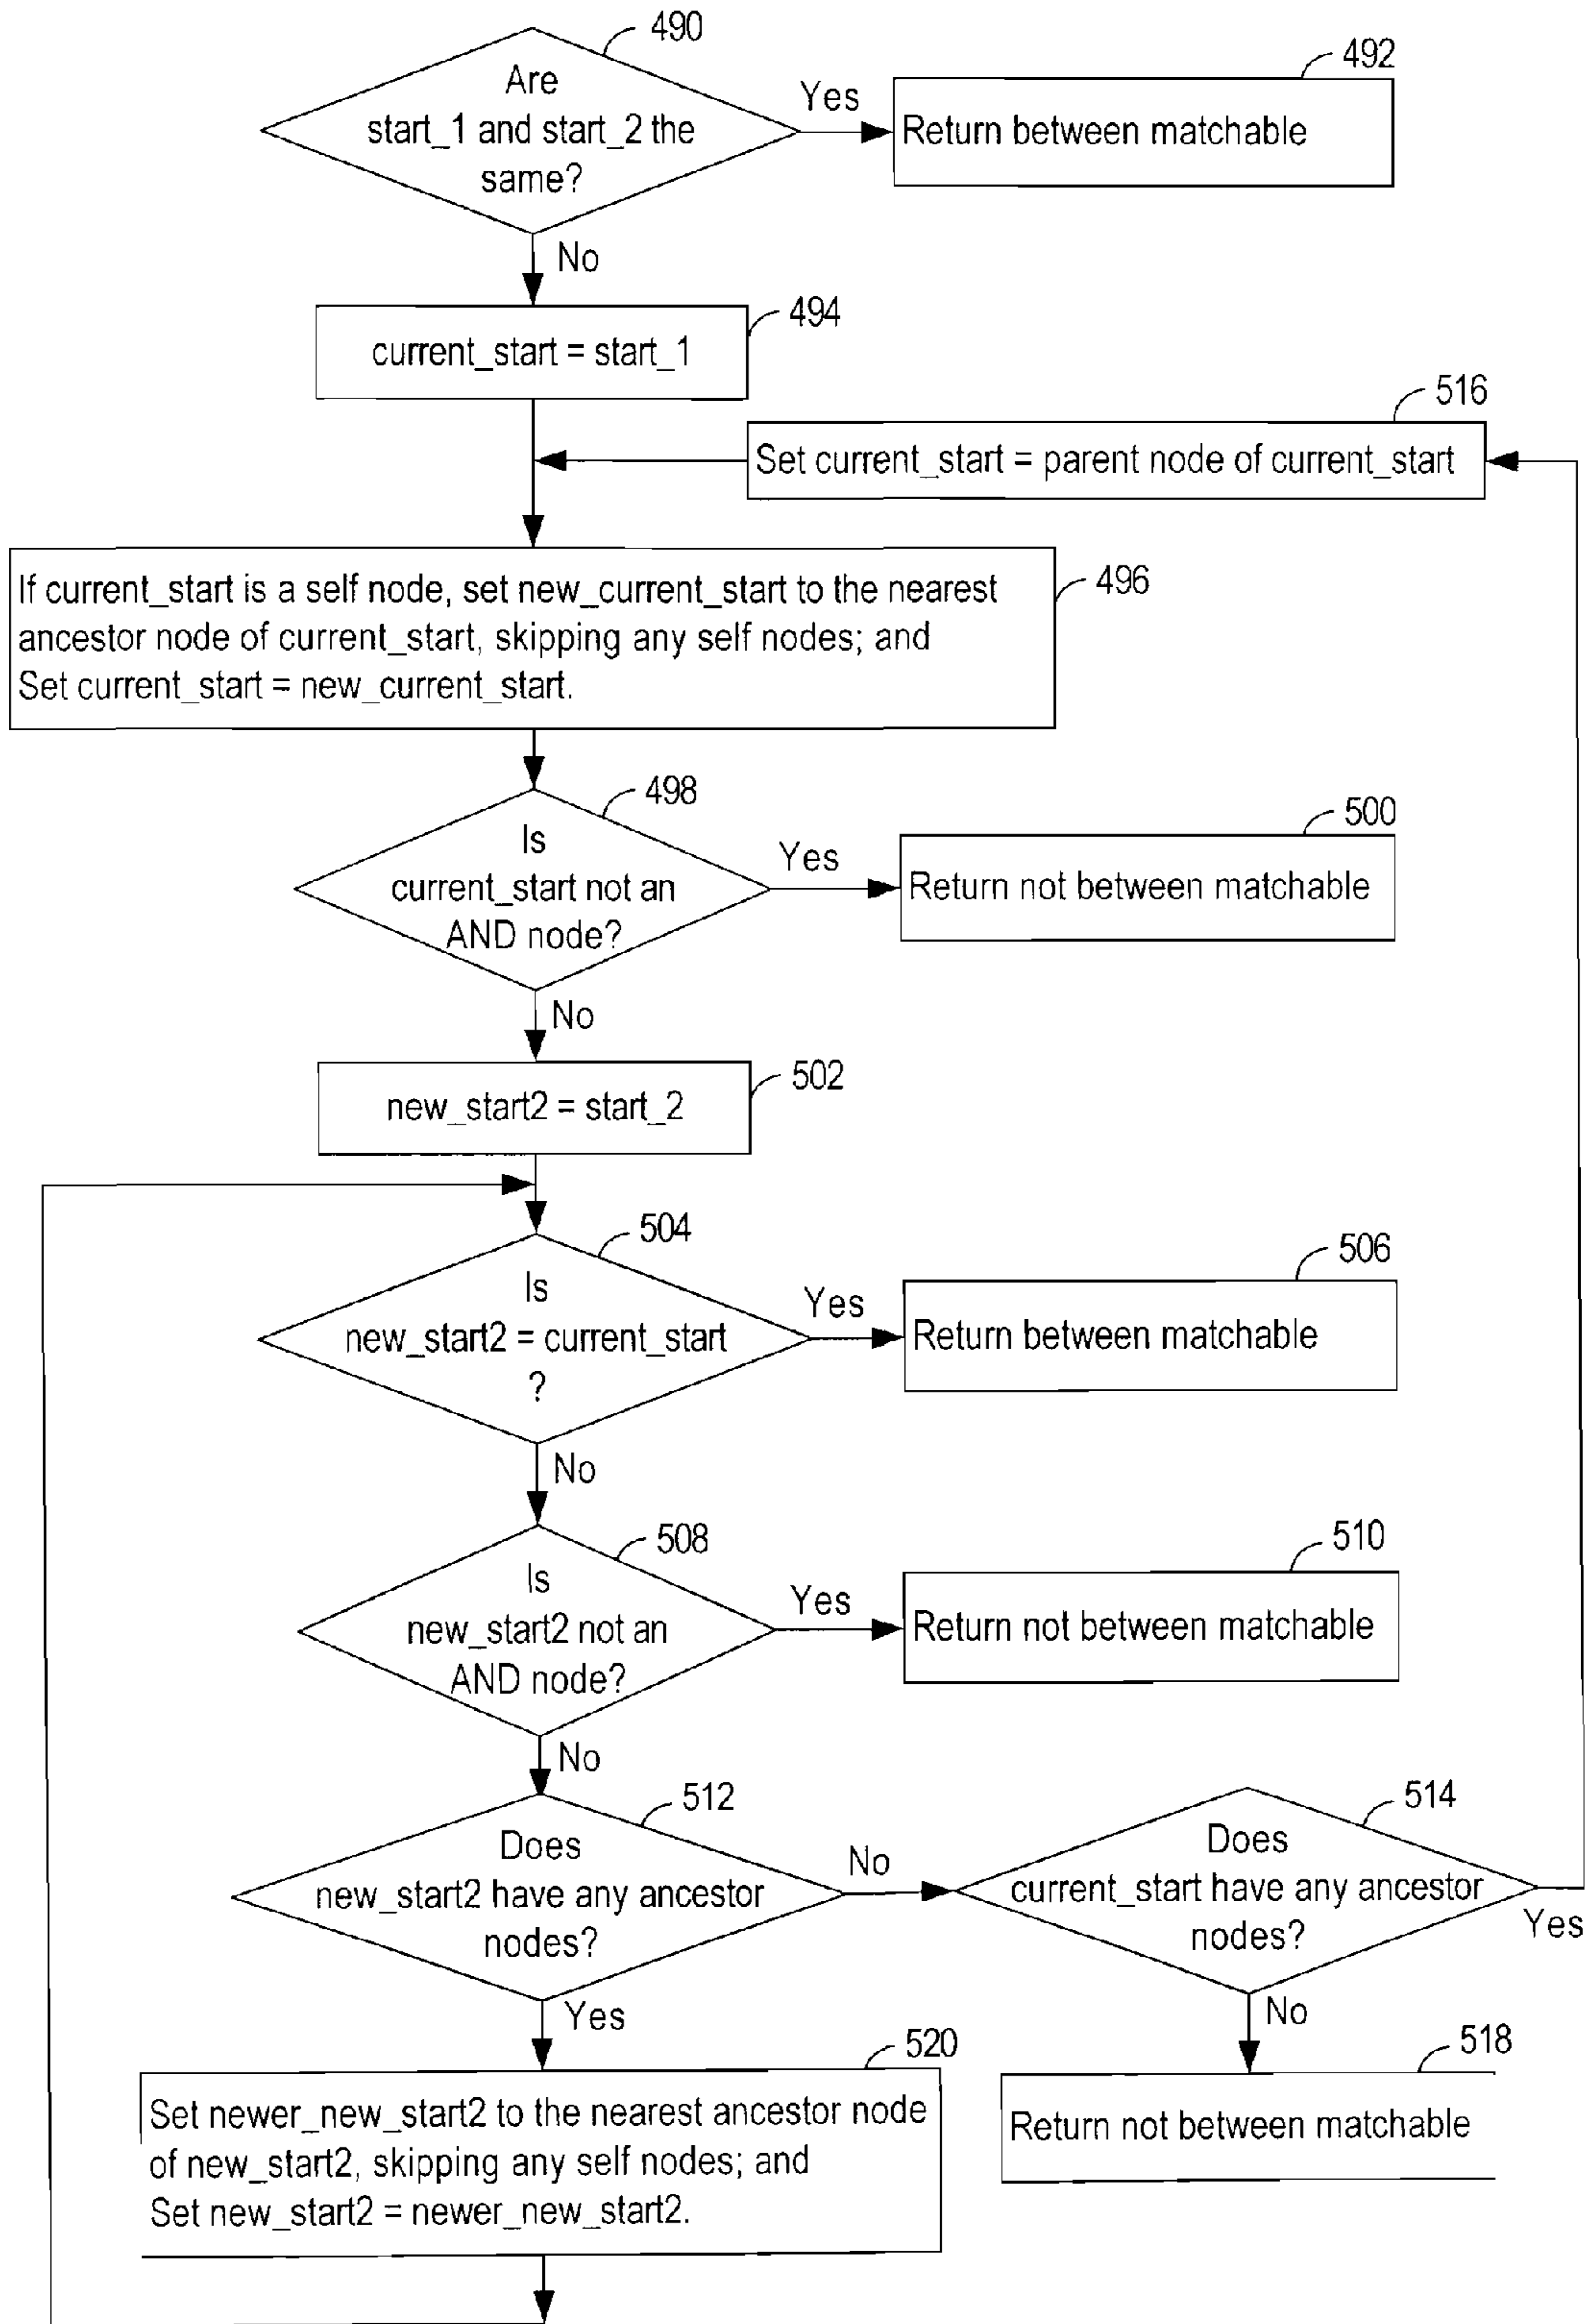 490
Are
start_1 and start_2 the
same?
Yes
492
Return between matchable
No
494
current_start = start_1
516
Set current_start = parent node of current_start
496
If current_start is a self node, set new_current_start to the nearest
ancestor node of current_start, skipping any self nodes; and
Set current_start = new_current_start.
498
Is
current_start not an
AND node?
Yes
500
Return not between matchable
No
502
new_start2 = start_2
504
Is
new_start2 = current_start
?
Yes
506
Return between matchable
No
508
Is
new_start2 not an
AND node?
Yes
510
Return not between matchable
No
512
Does
new_start2 have any ancestor
nodes?
No
514
Does
current_start have any ancestor
nodes?
Yes
Yes
No
520
Set newer_new_start2 to the nearest ancestor node
of new_start2, skipping any self nodes; and
Set new_start2 = newer_new_start2.
518
Return not between matchable